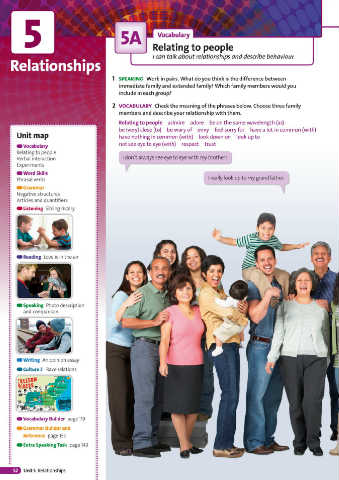 5
Relationships
5A
Vocabulary
Relating to people
I can talk about relationships and describe behaviour.
1 SPEAKING Work in pairs. What do you think is the difference between
immediate family and extended family? Which family members would you
include in each group?
2 VOCABULARY Check the meaning of the phrases below. Choose three family
members and describe your relationship with them.
Relating to people admire adore be on the same wavelength (as)
be (very) close (to) be wary of envy feel sorry for have a lot in common (with)
have nothing in common (with) look down on look up to
not see eye to eye (with) respect trust
I don't always see eye to eye with my mother!
I really look up to my grandfather.
Unit map
Vocabulary
Relating to people
Verbal interaction
Experiments
Word Skills
Phrasal verbs
Grammar
Negative structures
Articles and quantifiers
Listening Sibling rivalry
Reading Love is in the air
Speaking Photo description
and comparison
Writing An opinion essay
Culture 5 Race relations
FREEDOM
Vocabulary Builder page
Grammar Builder and
Reference page
Extra Speaking Task page 143
52 Unit 5 Relationships